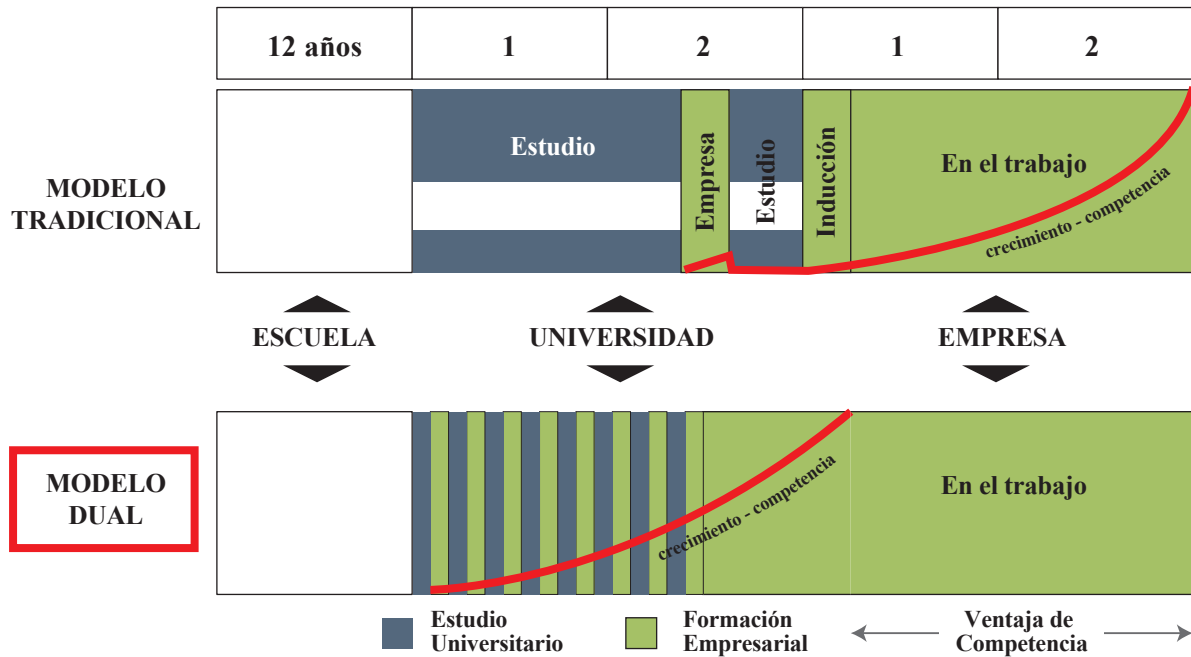 12 años
1
2
1
2
MODELO
TRADICIONAL
Estudio
Empresa
Estudio
Inducción
En el trabajo
crecimiento - competencia
ESCUELA
UNIVERSIDAD
EMPRESA
MODELO
DUAL
crecimiento - competencia
En el trabajo
Estudio
Universitario
Formación
Empresarial
Ventaja de
Competencia